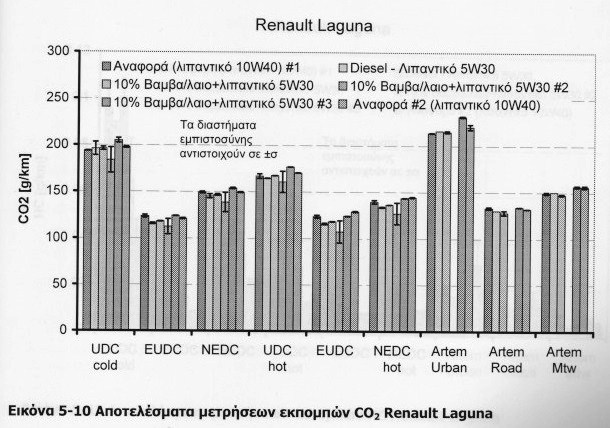 Renault Laguna
CO2 [g/km]
300
250
200
150
100
50
0
Αναφορά (λιπαντικό 10W40) #1
Diesel - Λιπαντικό 5W30
10% Βαμβα/λαιο+λιπαντικό 5W30
10% Βαμβα/λαιο+λιπαντικό 5W30 #2
10% Βαμβα/λαιο+λιπαντικό 5W30 #3
Αναφορά #2 (λιπαντικό 10W40)
Τα διαστήματα
εμπιστοσύνης
αντιστοιχούν σε ±σ
UDC cold
EUDC
NEDC
UDC hot
EUDC
NEDC hot
Artem Urban
Artem Road
Artem Mtw
Εικόνα 5-10 Αποτελέσματα μετρήσεων εκπομπών CO₂ Renault Laguna